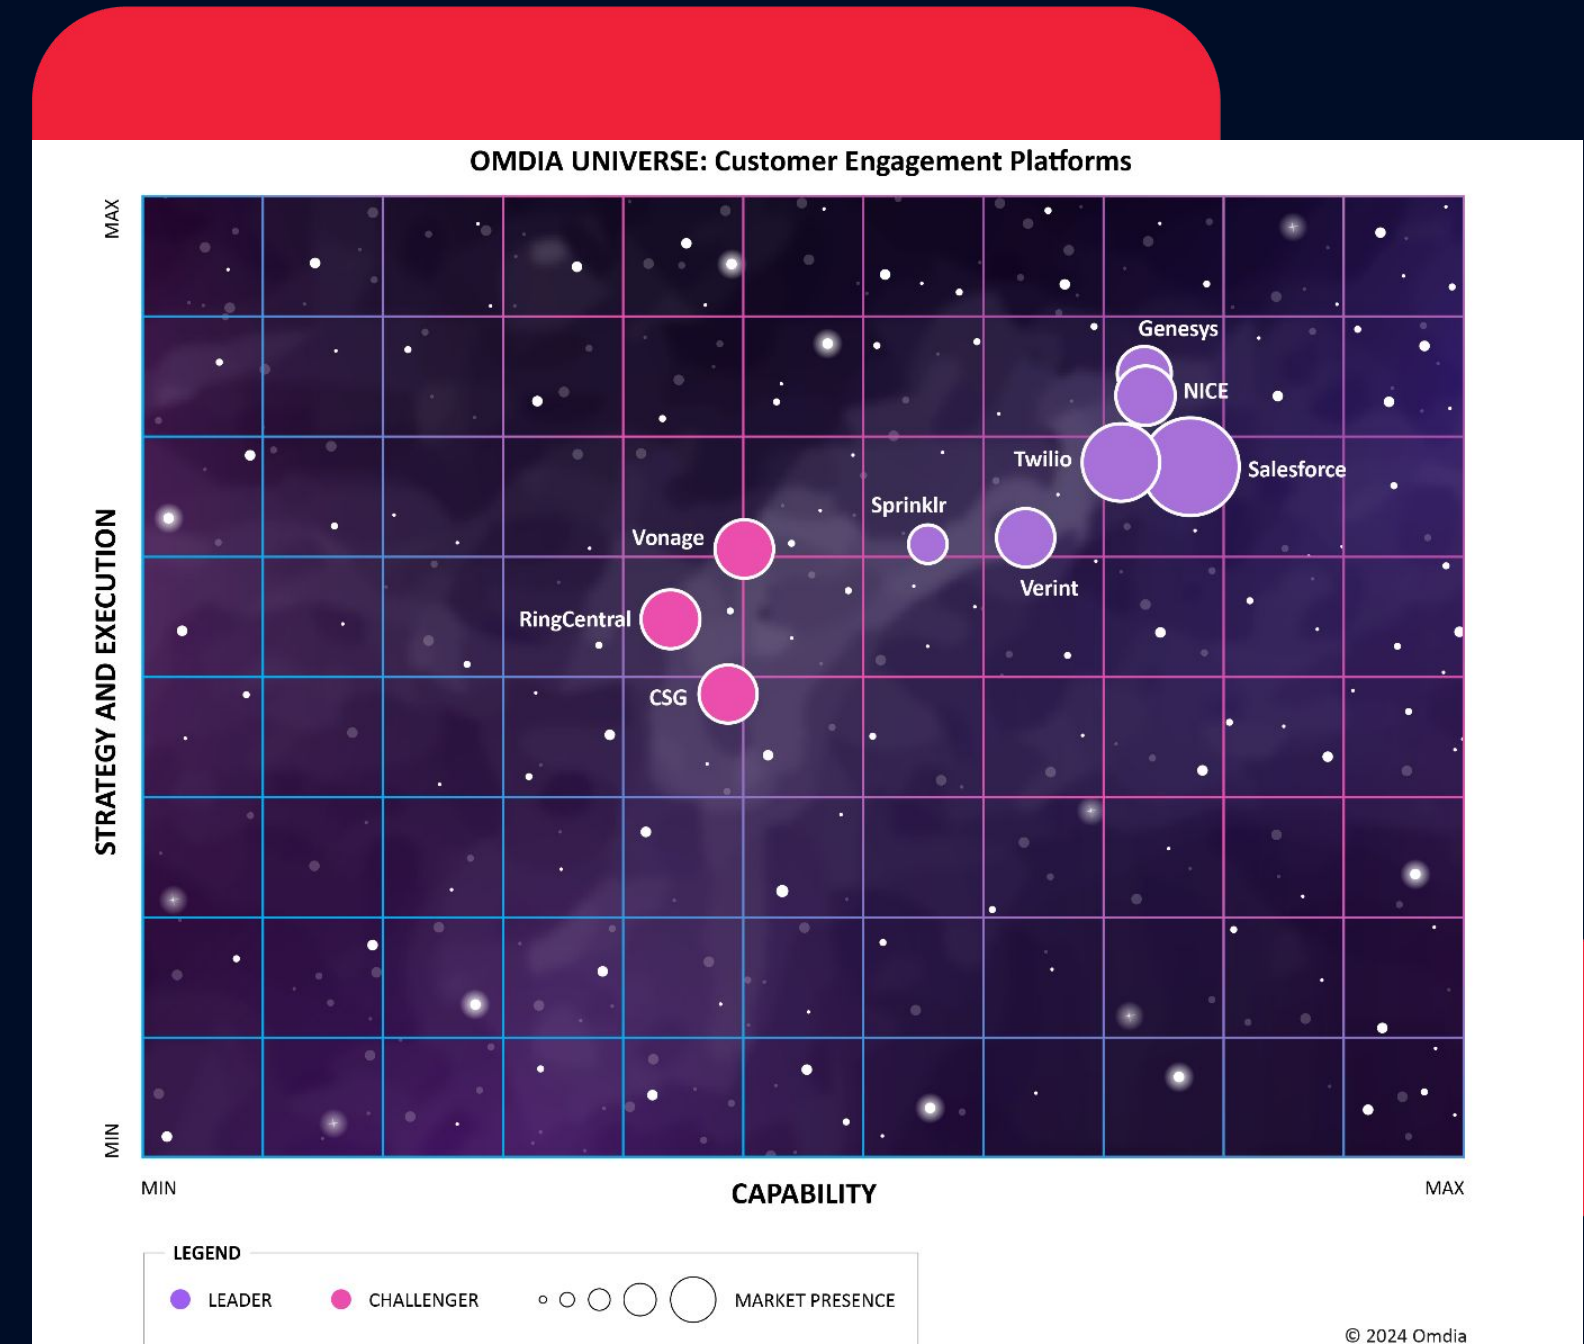 OMDIA UNIVERSE: Customer Engagement Platforms
MAX
Genesys
NICE
Twilio
Salesforce
Sprinklr
Vonage
Verint
RingCentral
CSG
STRATEGY AND EXECUTION
MIN
MIN
CAPABILITY
MAX
LEGEND
LEADER
CHALLENGER
MARKET PRESENCE
© 2024 Omdia